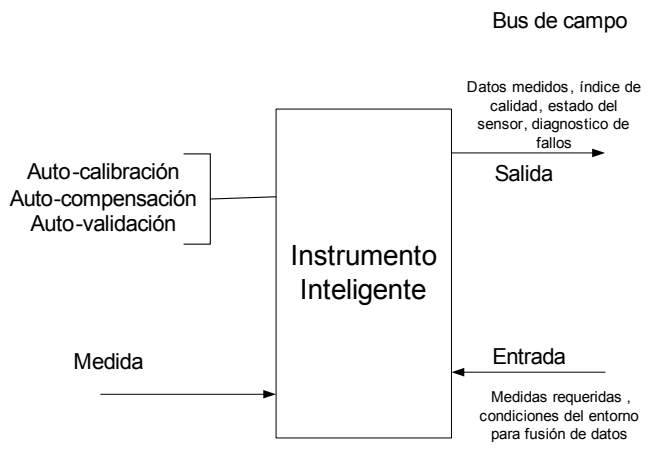 Bus de campo
Datos medidos, índice de
calidad, estado del
sensor, diagnostico de
fallos
Salida
Auto-calibración
Auto-compensación
Auto-validación
Instrumento
Inteligente
Medida
Entrada
Medidas requeridas ,
condiciones del entorno
para fusión de datos